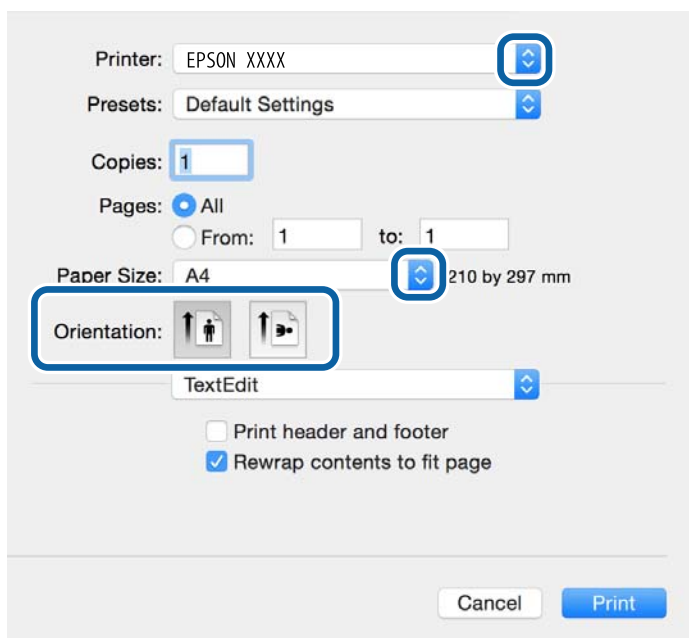 Printer: EPSON XXXX
Presets: Default Settings
Copies: 1
Pages: All
From: 1 to: 1
Paper Size: A4 210 by 297 mm
Orientation:
TextEdit
Print header and footer
Rewrap contents to fit page
Cancel Print